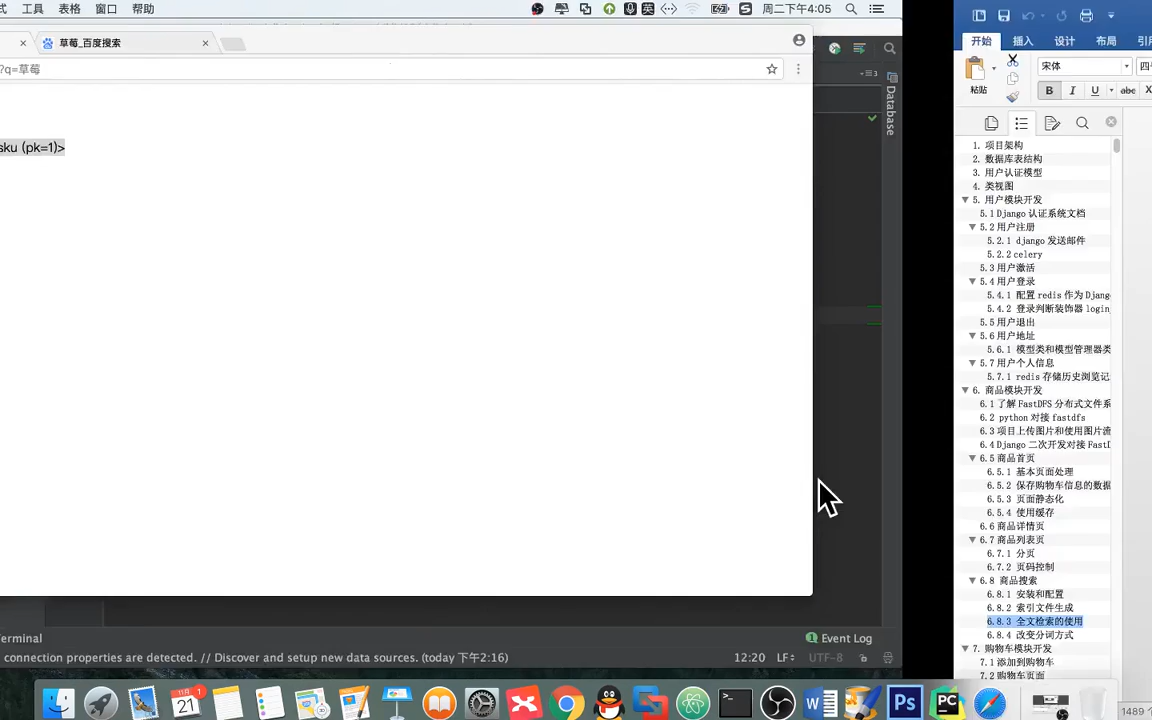 工具 表格 窗口 帮助
英
周二下午4:05
草莓_百度搜索
?q=草莓
sku (pk=1)>
Database
erminal
1 Event Log
connection properties are detected. // Discover and setup new data sources. (today 下午2:16)
12:20 LF UTF-8
开始 插入 设计 布局 引用
粘贴
宋体
四号
B I U abc X
1. 项目架构
2. 数据库表结构
3. 用户认证模型
4. 类视图
5. 用户模块开发
5.1 Django 认证系统文档
5.2 用户注册
5.2.1 django 发送邮件
5.2.2 celery
5.3 用户激活
5.4 用户登录
5.4.1 配置 redis 作为 Django
5.4.2 登录判断装饰器 login_
5.5 用户退出
5.6 用户地址
5.6.1 模型类和模型管理器类
5.7 用户个人信息
5.7.1 redis 存储历史浏览记
6. 商品模块开发
6.1 了解 FastDFS 分布式文件系
6.2 python 对接 fastdfs
6.3 项目上传图片和使用图片流
6.4 Django 二次开发对接 FastD
6.5 商品首页
6.5.1 基本页面处理
6.5.2 保存购物车信息的数据
6.5.3 页面静态化
6.5.4 使用缓存
6.6 商品详情页
6.7 商品列表页
6.7.1 分页
6.7.2 页码控制
6.8 商品搜索
6.8.1 安装和配置
6.8.2 索引文件生成
6.8.3 全文检索的使用
6.8.4 改变分词方式
7. 购物车模块开发
7.1 添加到购物车
7.2 购物车页面
21
Ps
PC
1489 个